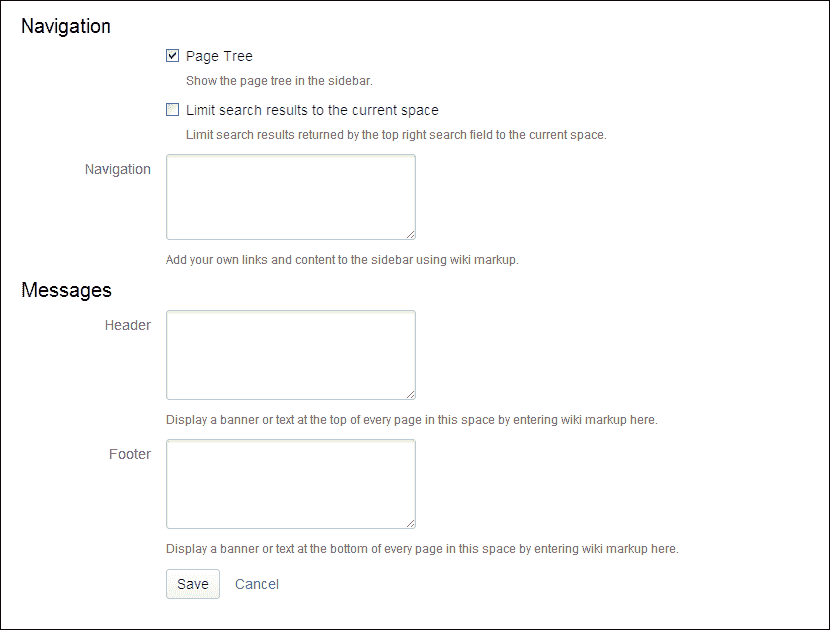 Navigation
Page Tree
Show the page tree in the sidebar.
Limit search results to the current space
Limit search results returned by the top right search field to the current space.
Navigation
Add your own links and content to the sidebar using wiki markup.
Messages
Header
Display a banner or text at the top of every page in this space by entering wiki markup here.
Footer
Display a banner or text at the bottom of every page in this space by entering wiki markup here.
Save Cancel